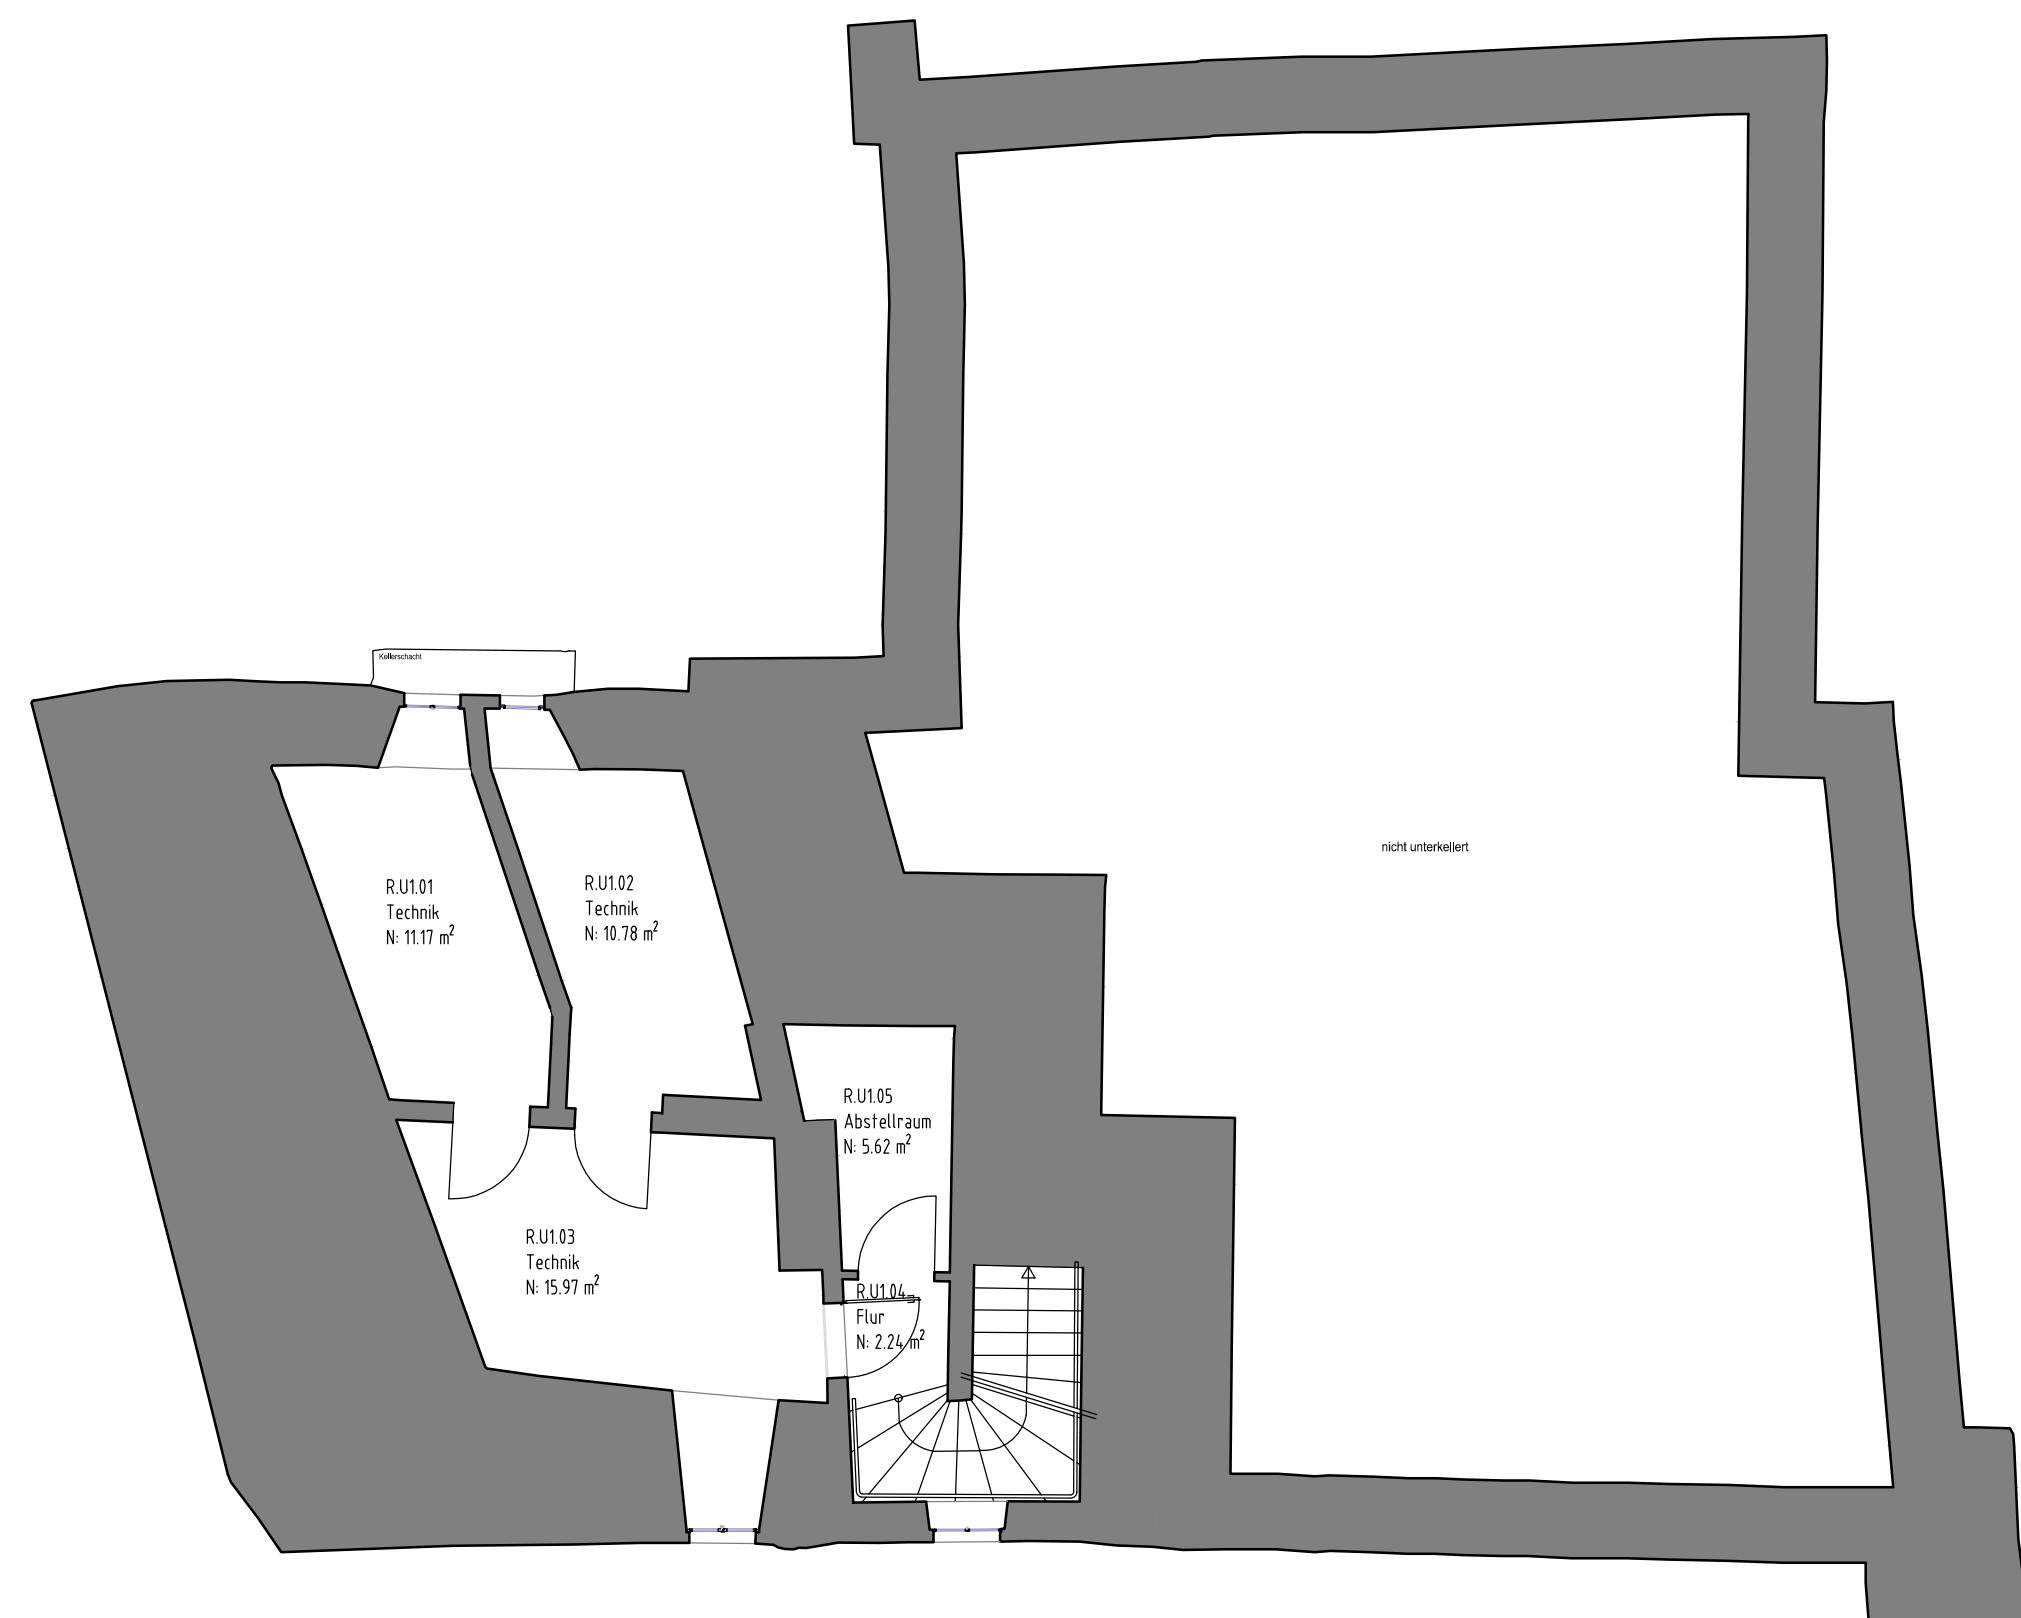 Kellerschacht
nicht unterkellert
R.U1.01
Technik
N: 11.17 m²
R.U1.02
Technik
N: 10.78 m²
R.U1.05
Abstellraum
N: 5.62 m²
R.U1.03
Technik
N: 15.97 m²
R.U1.04
Flur
N: 2.24 m²